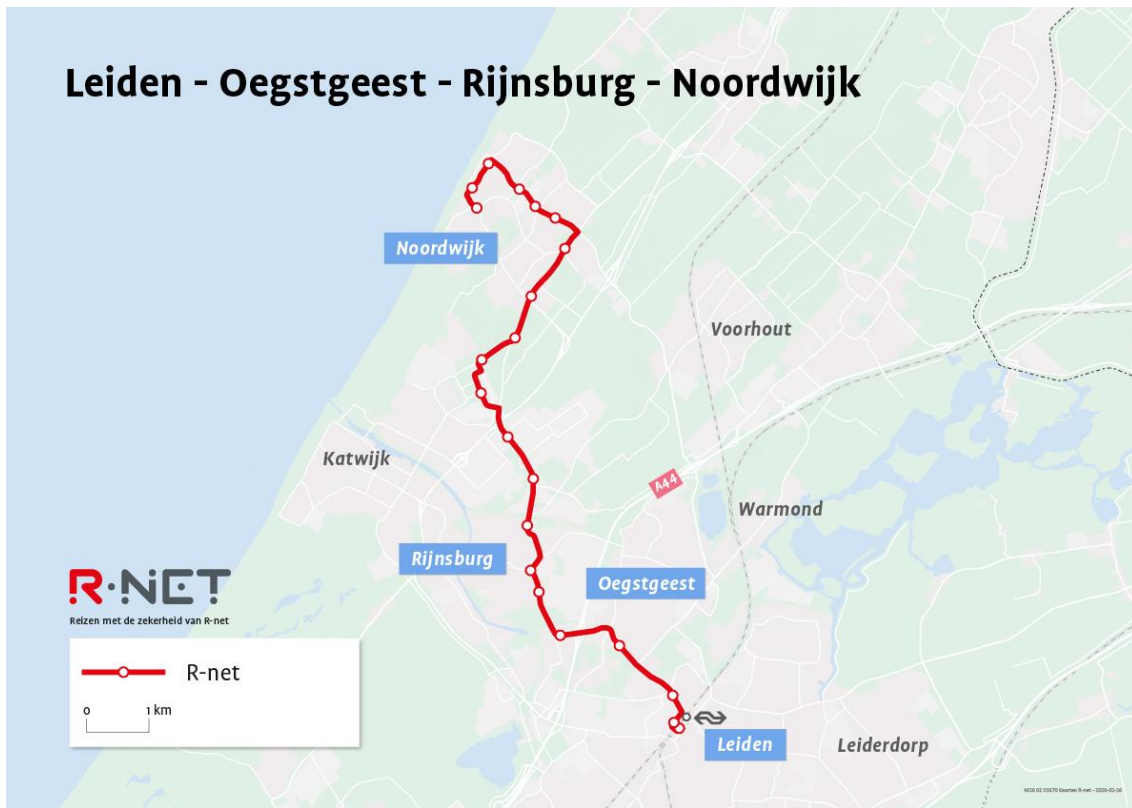 Leiden - Oegstgeest - Rijnsburg - Noordwijk
Noordwijk
Voorhout
Katwijk
A44
Warmond
Rijnsburg
Oegstgeest
R·NET
Reizen met de zekerheid van R-net
R-net
0 1 km
Leiden
Leiderdorp